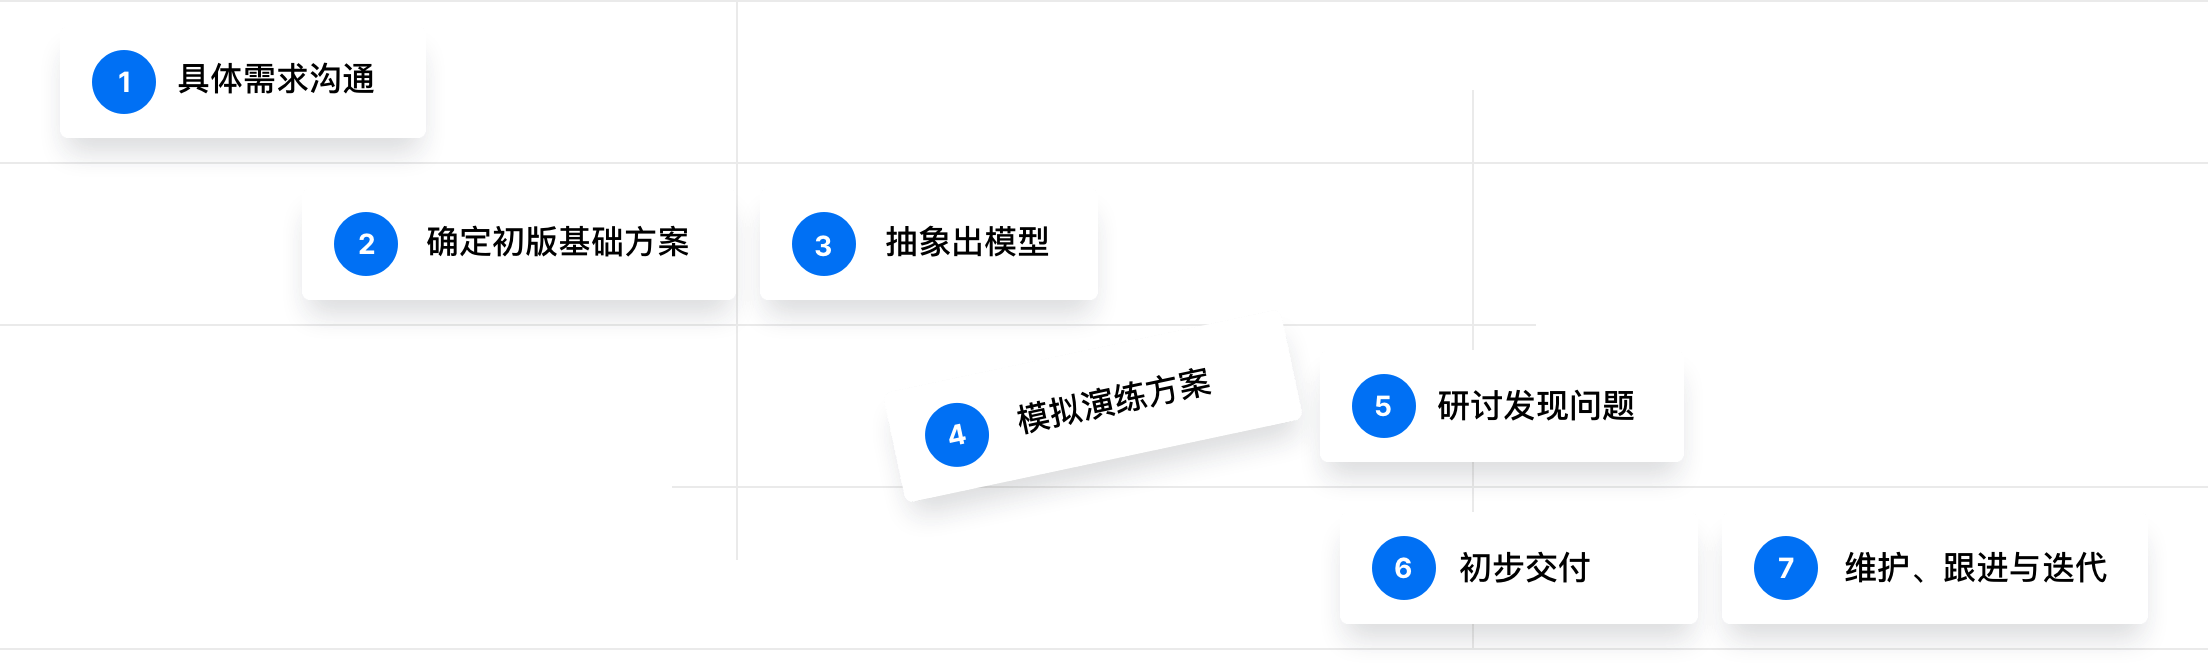 1 具体需求沟通
2 确定初版基础方案
3 抽象出模型
4 模拟演练方案
5 研讨发现问题
6 初步交付
7 维护、跟进与迭代